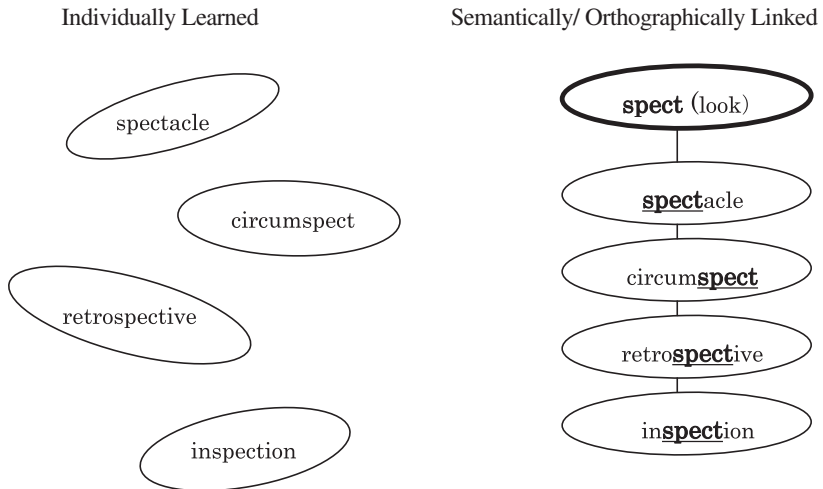 Individually Learned
spectacle
circumspect
retrospective
inspection
Semantically/ Orthographically Linked
spect (look)
spectacle
circumspect
retrospective
inspection